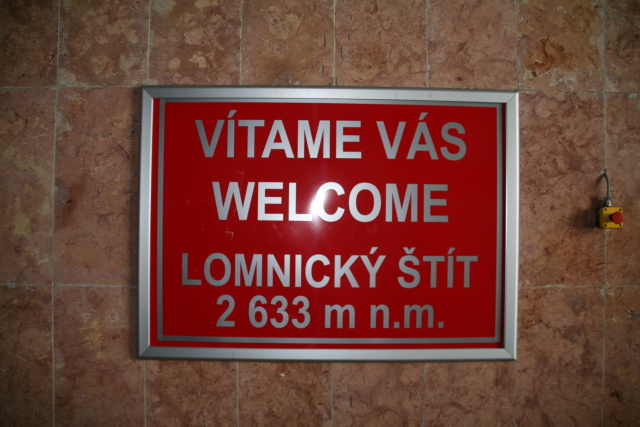 VÍTAME VÁS
WELCOME
LOMNICKÝ ŠTÍT
2 633 m n.m.